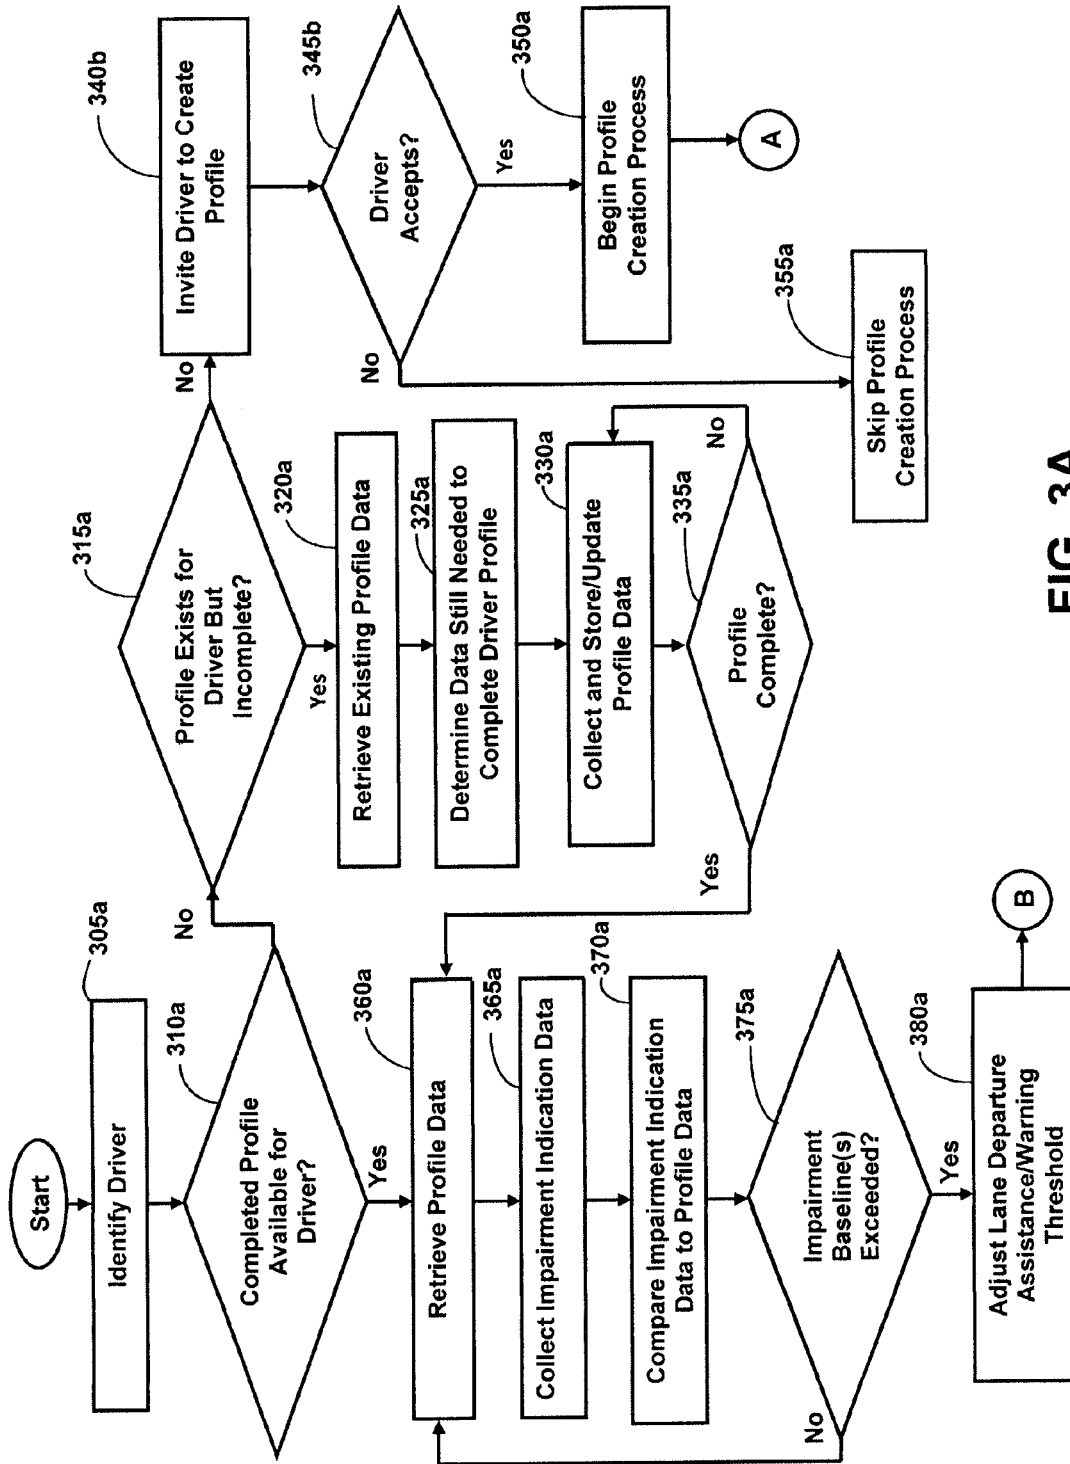 Start
305a
Identify Driver
310a
Completed Profile
Available for
Driver?
No
Yes
360a
Retrieve Profile Data
365a
Collect Impairment Indication Data
370a
Compare Impairment Indication
Data to Profile Data
375a
Impairment
Baseline(s)
Exceeded?
No
Yes
380a
Adjust Lane Departure
Assistance/Warning
Threshold
B
315a
Profile Exists for
Driver But
Incomplete?
No
Yes
320a
Retrieve Existing Profile Data
325a
Determine Data Still Needed to
Complete Driver Profile
330a
Collect and Store/Update
Profile Data
335a
Profile
Complete?
No
Yes
340b
Invite Driver to Create
Profile
345b
Driver
Accepts?
No
Yes
350a
Begin Profile
Creation Process
A
355a
Skip Profile
Creation Process
FIG. 3A